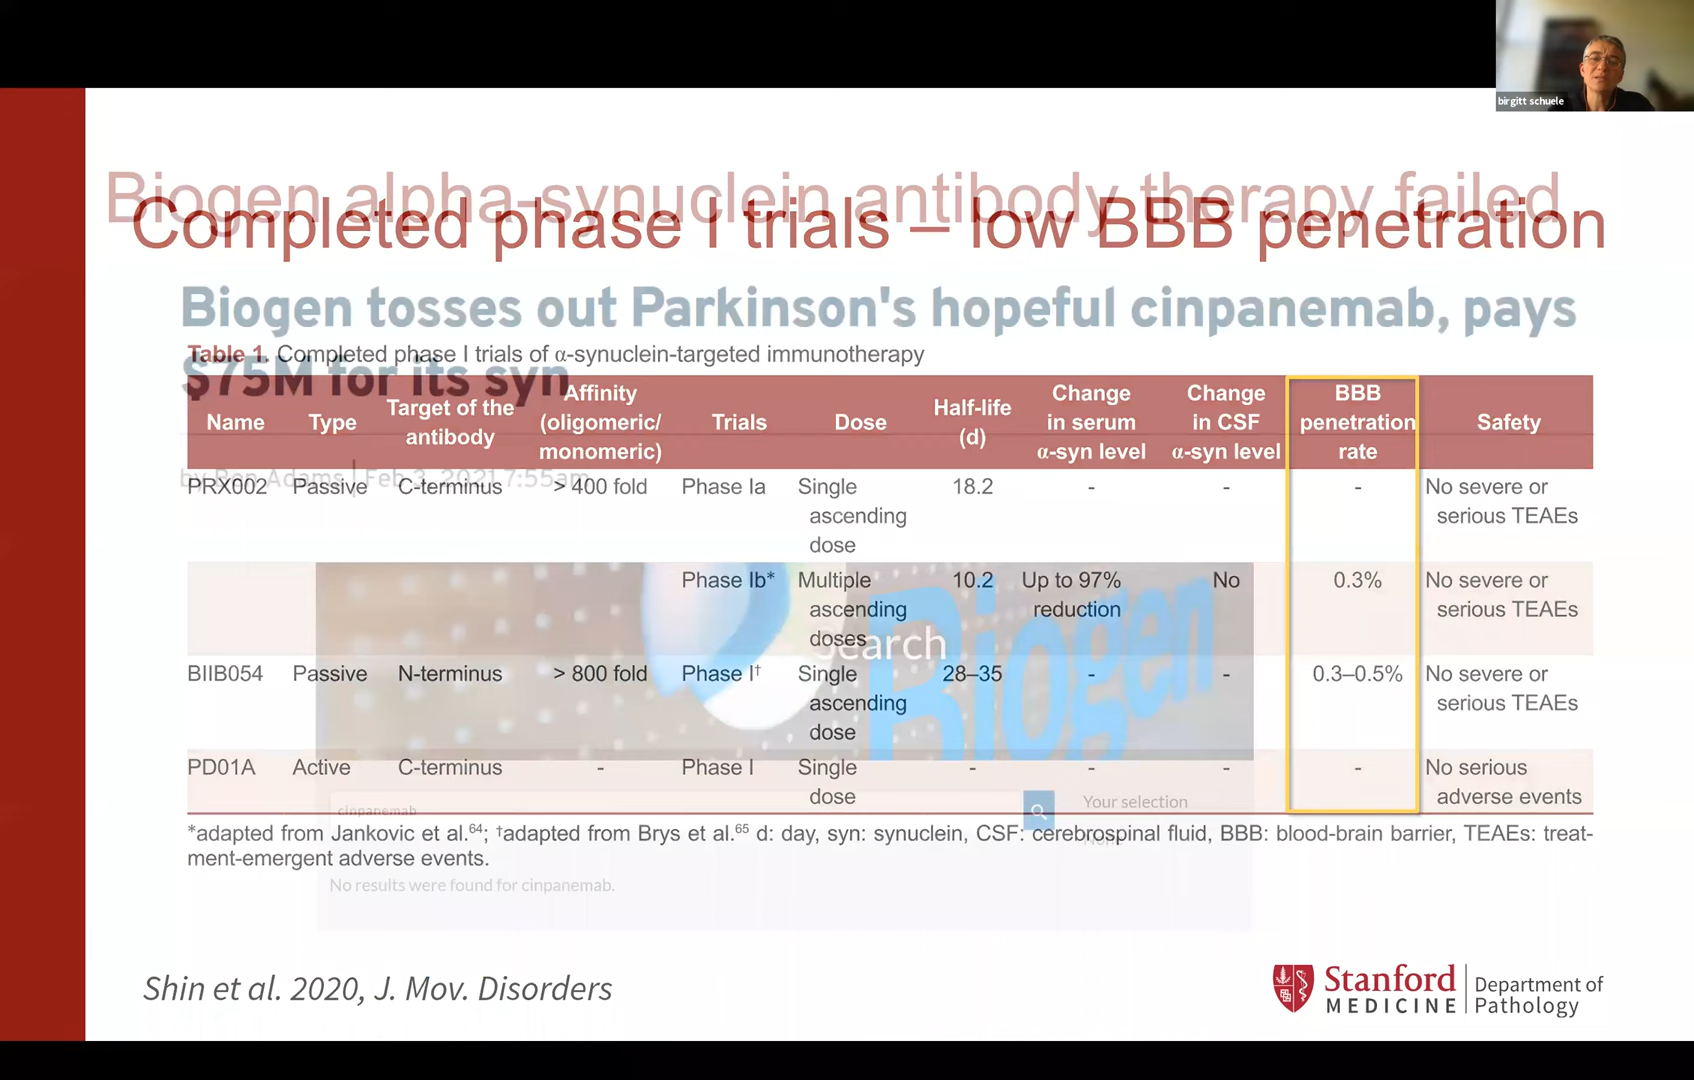 birgitt schuele
Biogen alpha-synuclein antibody therapy failed
Completed phase I trials – low BBB penetration
Biogen tosses out Parkinson's hopeful cinpanemab, pays
$75M for its syn
Table 1. Completed phase I trials of α-synuclein-targeted immunotherapy
Name Type Target of the antibody Affinity (oligomeric/ monomeric) Trials Dose Half-life (d) Change in serum α-syn level Change in CSF α-syn level BBB penetration rate Safety
by Ben Adams | Feb 3, 2021 7:55am
PRX002 Passive C-terminus > 400 fold Phase Ia Single ascending dose 18.2 - - - No severe or serious TEAEs
Phase Ib* Multiple ascending doses 10.2 Up to 97% reduction No 0.3% No severe or serious TEAEs
Biogen
Search
BIIB054 Passive N-terminus > 800 fold Phase I† Single ascending dose 28–35 - - 0.3–0.5% No severe or serious TEAEs
PD01A Active C-terminus - Phase I Single dose - - - - No serious adverse events
cinpanemab
Your selection
None
*adapted from Jankovic et al.64; †adapted from Brys et al.65 d: day, syn: synuclein, CSF: cerebrospinal fluid, BBB: blood-brain barrier, TEAEs: treat-
ment-emergent adverse events.
No results were found for cinpanemab.
Shin et al. 2020, J. Mov. Disorders
Stanford
MEDICINE
Department of
Pathology